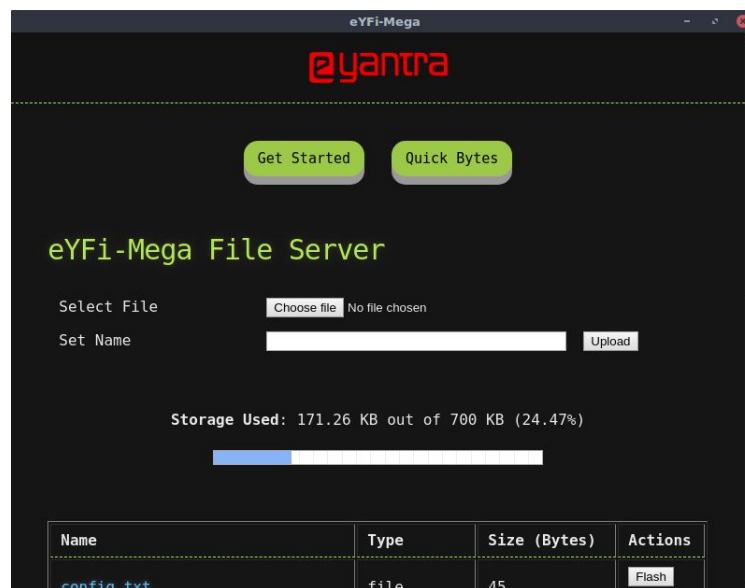 eYFi-Mega
eyantra
Get Started Quick Bytes
eYFi-Mega File Server
Select File Choose file No file chosen
Set Name Upload
Storage Used: 171.26 KB out of 700 KB (24.47%)
Name Type Size (Bytes) Actions
config.txt file 45 Flash